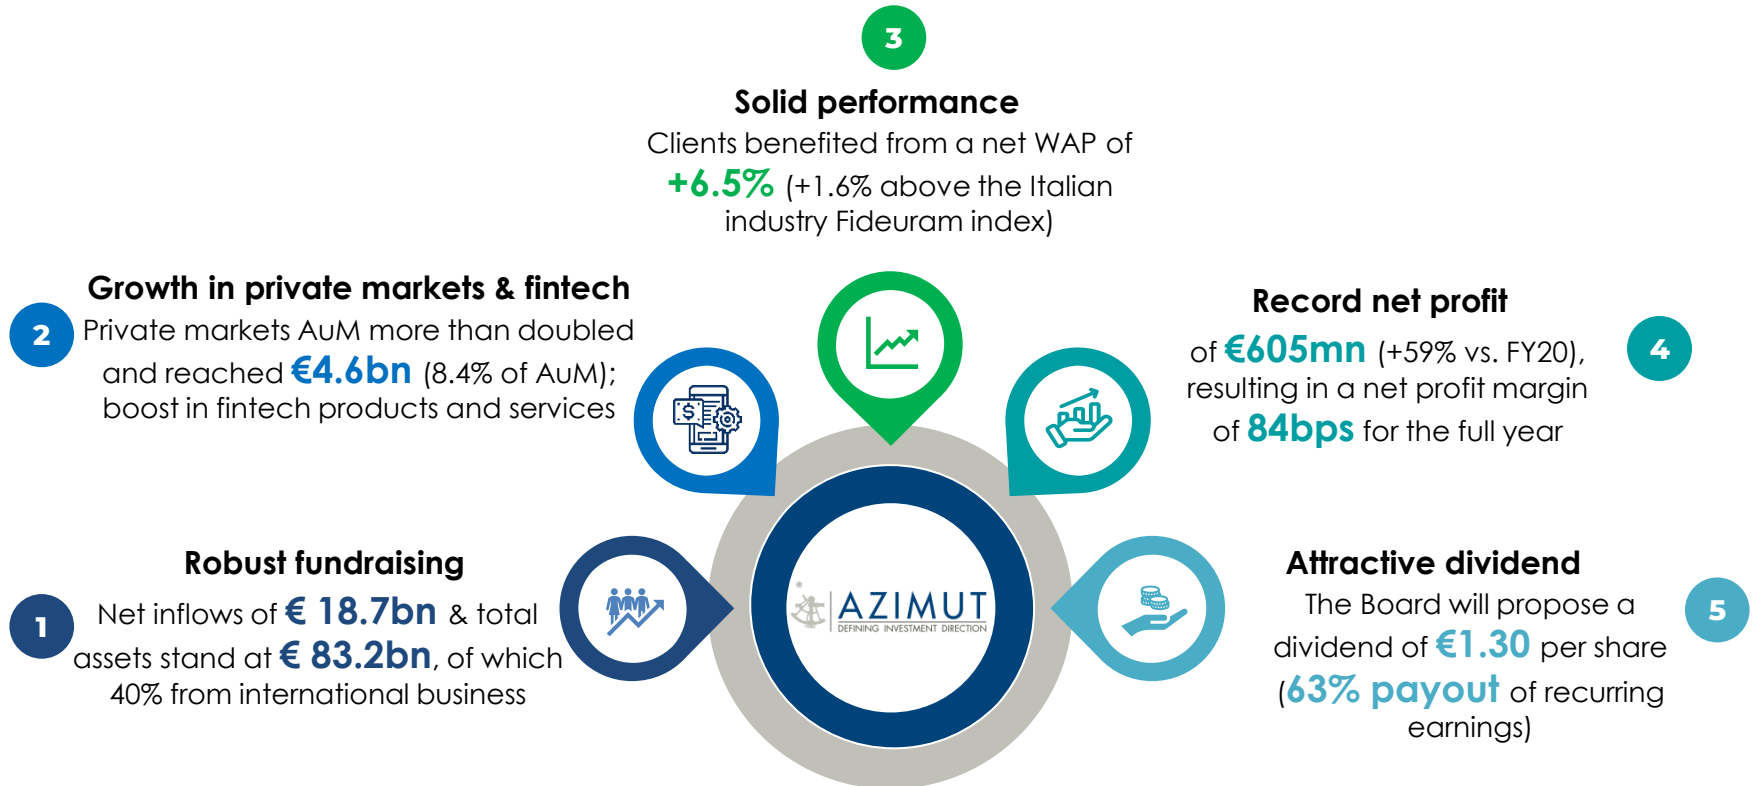 1
Robust fundraising
Net inflows of € 18.7bn & total
assets stand at € 83.2bn, of which
40% from international business
2
Growth in private markets & fintech
Private markets AuM more than doubled
and reached €4.6bn (8.4% of AuM);
boost in fintech products and services
$
3
Solid performance
Clients benefited from a net WAP of
+6.5% (+1.6% above the Italian
industry Fideuram index)
4
Record net profit
of €605mn (+59% vs. FY20),
resulting in a net profit margin
of 84bps for the full year
5
Attractive dividend
The Board will propose a
dividend of €1.30 per share
(63% payout of recurring
earnings)
AZIMUT
DEFINING INVESTMENT DIRECTION